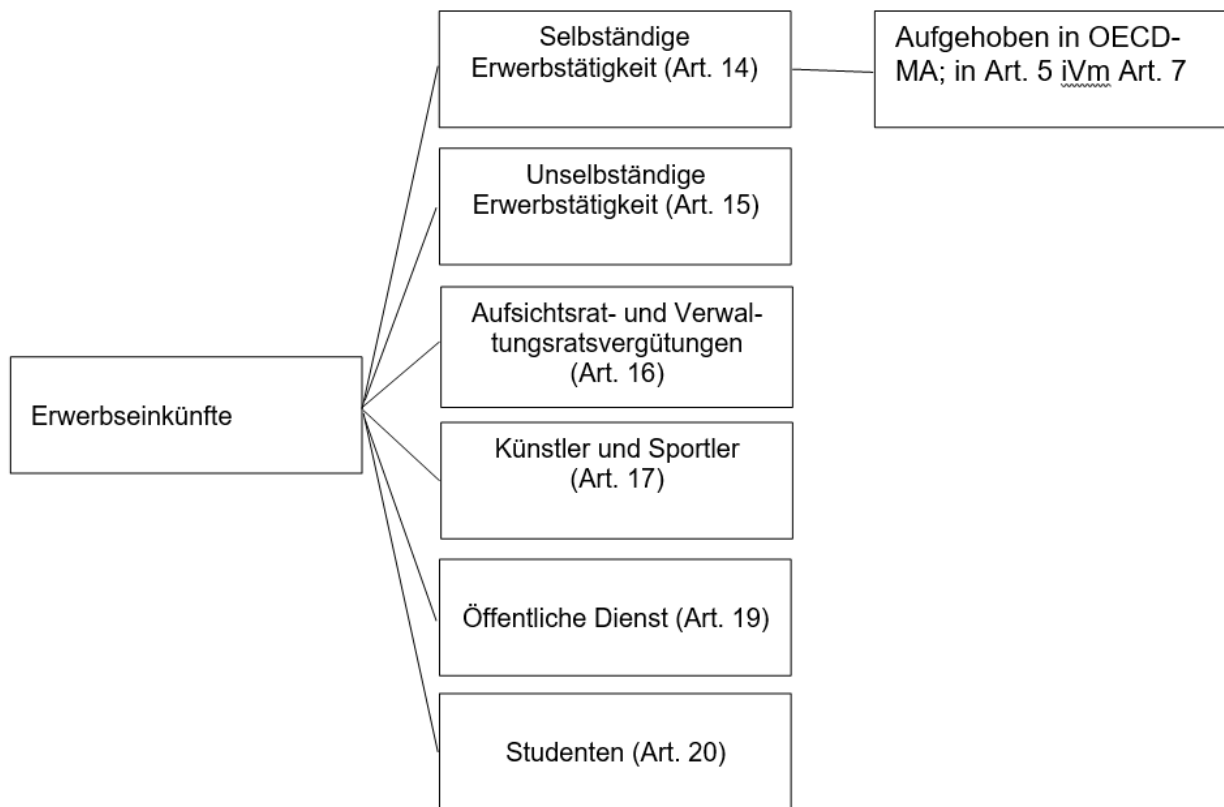 Selbständige
Erwerbstätigkeit (Art. 14)
Aufgehoben in OECD-
MA; in Art. 5 iVm Art. 7
Unselbständige
Erwerbstätigkeit (Art. 15)
Aufsichtsrat- und Verwal-
tungsratsvergütungen
(Art. 16)
Erwerbseinkünfte
Künstler und Sportler
(Art. 17)
Öffentliche Dienst (Art. 19)
Studenten (Art. 20)